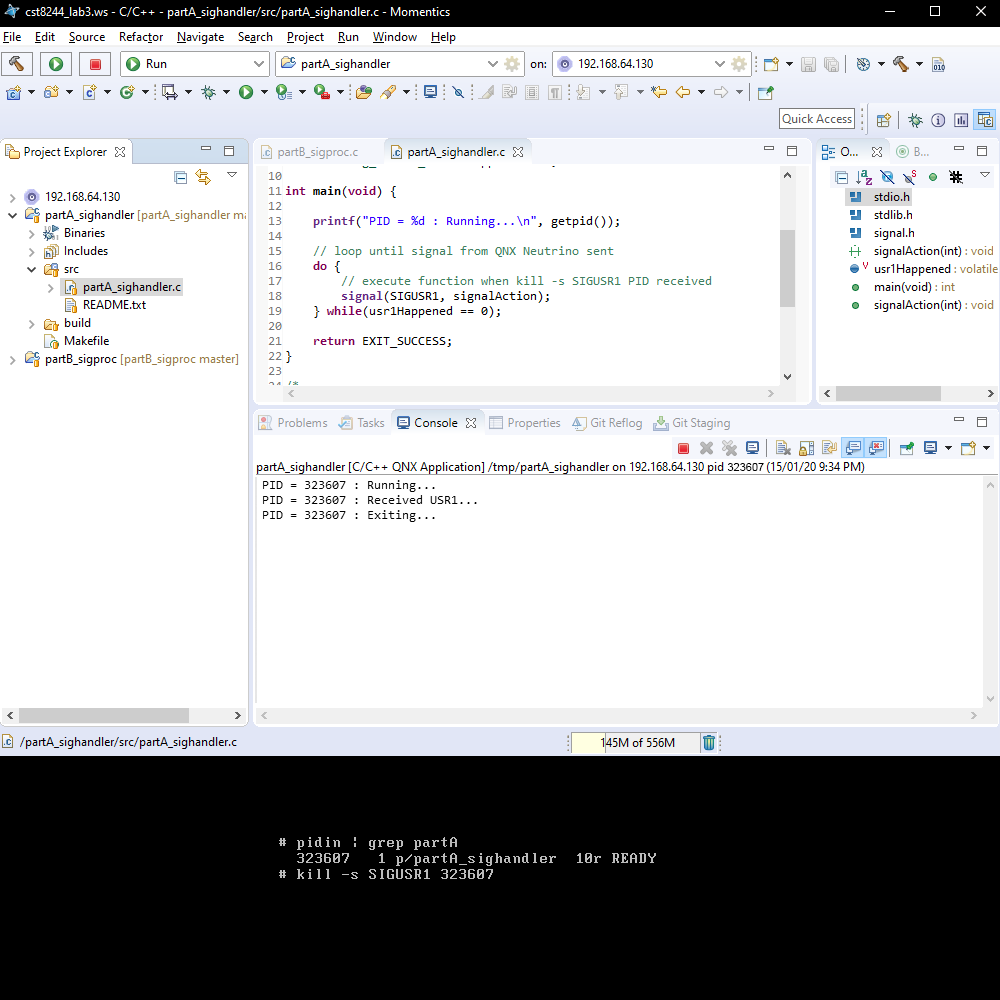 cst8244_lab3.ws - C/C++ - partA_sighandler/src/partA_sighandler.c - Momentics
File Edit Source Refactor Navigate Search Project Run Window Help
Run partA_sighandler on: 192.168.64.130
Quick Access
Project Explorer
192.168.64.130
partA_sighandler [partA_sighandler ma
Binaries
Includes
src
partA_sighandler.c
README.txt
build
Makefile
partB_sigproc [partB_sigproc master]
partB_sigproc.c partA_sighandler.c
10
11 int main(void) {
12
13 printf("PID = %d : Running...\n", getpid());
14
15 // loop until signal from QNX Neutrino sent
16 do {
17 // execute function when kill -s SIGUSR1 PID received
18 signal(SIGUSR1, signalAction);
19 } while(usr1Happened == 0);
20
21 return EXIT_SUCCESS;
22 }
23
24 /*
O... B...
stdio.h
stdlib.h
signal.h
signalAction(int) : void
usr1Happened : volatile
main(void) : int
signalAction(int) : void
Problems Tasks Console Properties Git Reflog Git Staging
partA_sighandler [C/C++ QNX Application] /tmp/partA_sighandler on 192.168.64.130 pid 323607 (15/01/20 9:34 PM)
PID = 323607 : Running...
PID = 323607 : Received USR1...
PID = 323607 : Exiting...
/partA_sighandler/src/partA_sighandler.c
145M of 556M
# pidin | grep partA
323607 1 p/partA_sighandler 10r READY
# kill -s SIGUSR1 323607